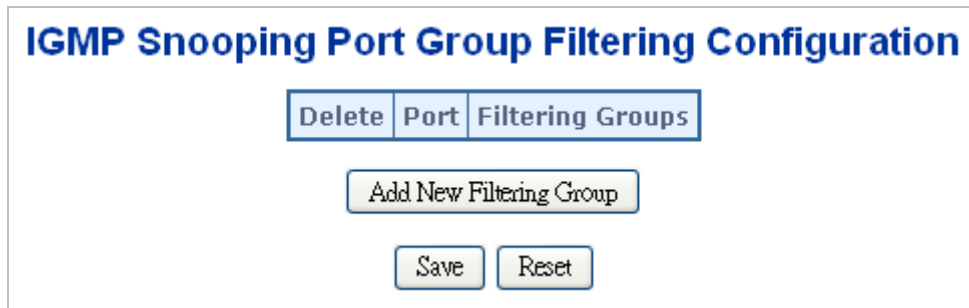 IGMP Snooping Port Group Filtering Configuration
Delete Port Filtering Groups
Add New Filtering Group
Save Reset